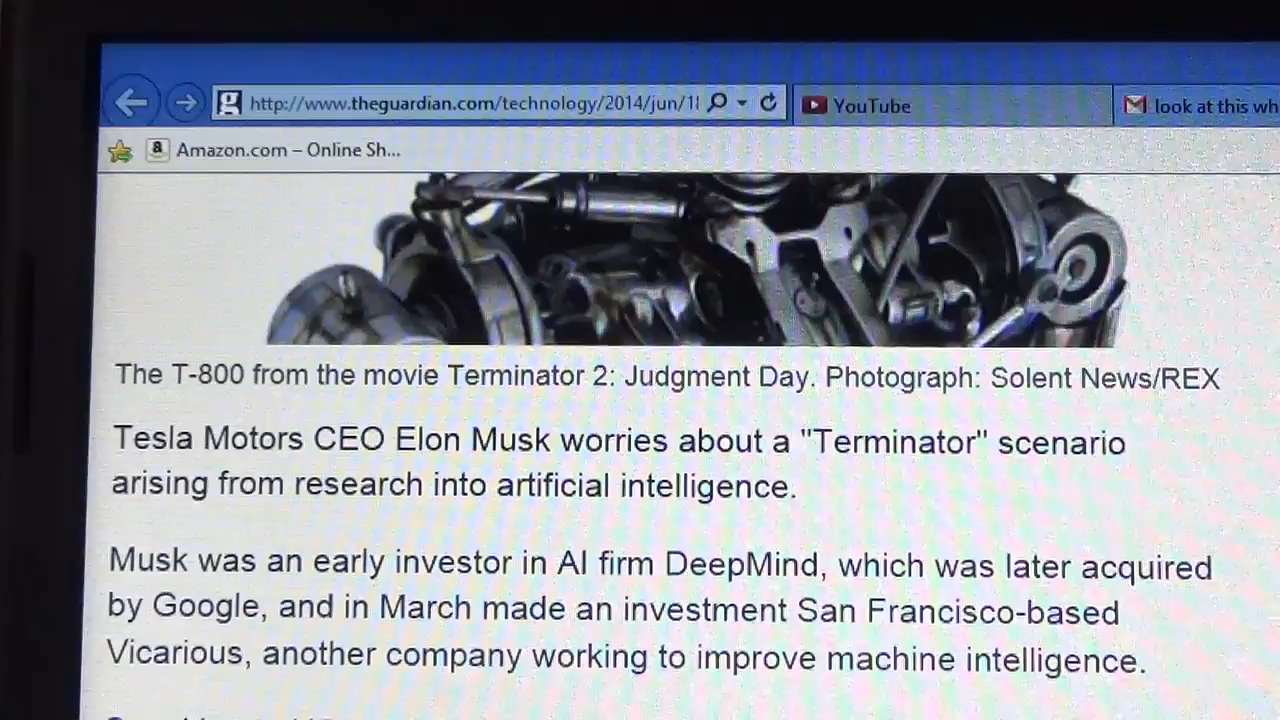 http://www.theguardian.com/technology/2014/jun/18
YouTube
look at this wh
Amazon.com – Online Sh...
The T-800 from the movie Terminator 2: Judgment Day. Photograph: Solent News/REX
Tesla Motors CEO Elon Musk worries about a "Terminator" scenario
arising from research into artificial intelligence.
Musk was an early investor in AI firm DeepMind, which was later acquired
by Google, and in March made an investment San Francisco-based
Vicarious, another company working to improve machine intelligence.